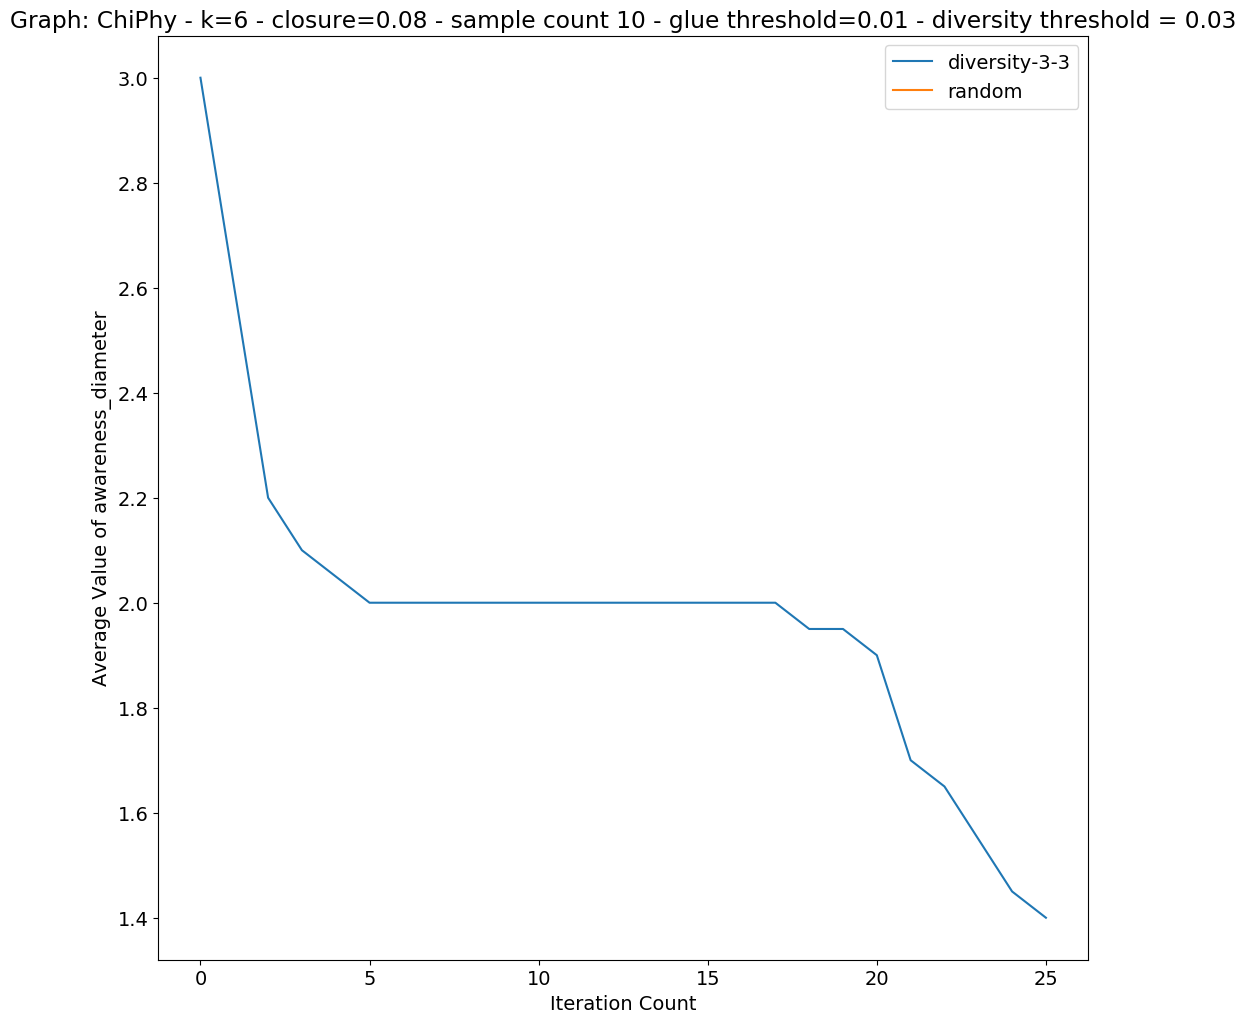 Graph: ChiPhy - k=6 - closure=0.08 - sample count 10 - glue threshold=0.01 - diversity threshold = 0.03
diversity-3-3
random
Average Value of awareness_diameter
3.0
2.8
2.6
2.4
2.2
2.0
1.8
1.6
1.4
0 5 10 15 20 25
Iteration Count